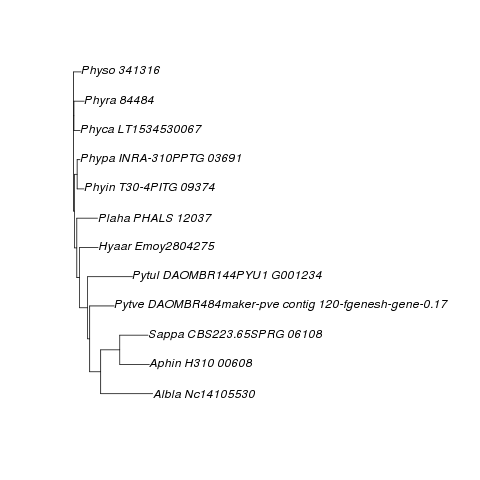 Physo 341316
Phyra 84484
Phyca LT1534530067
Phypa INRA-310PPTG 03691
Phyin T30-4PITG 09374
Plaha PHALS 12037
Hyaar Emoy2804275
Pytul DAOMBR144PYU1 G001234
Pytve DAOMBR484maker-pve contig 120-fgenesh-gene-0.17
Sappa CBS223.65SPRG 06108
Aphin H310 00608
Albla Nc14105530